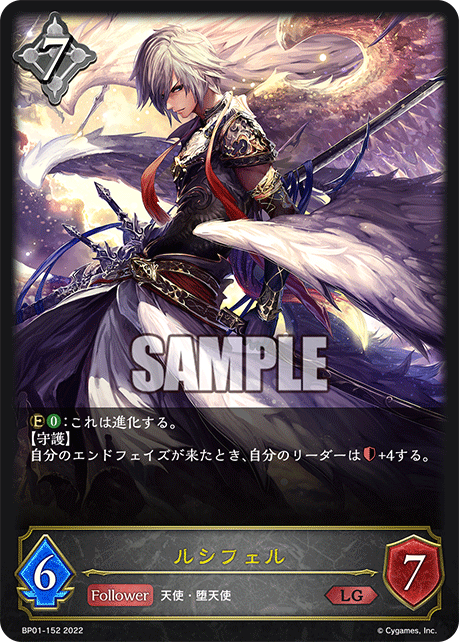 7
SAMPLE
E0：これは進化する。
【守護】
自分のエンドフェイズが来たとき、自分のリーダーは+4する。
ルシフェル
6
Follower 天使・堕天使
LG
7
BP01-152 2022
© Cygames, Inc.